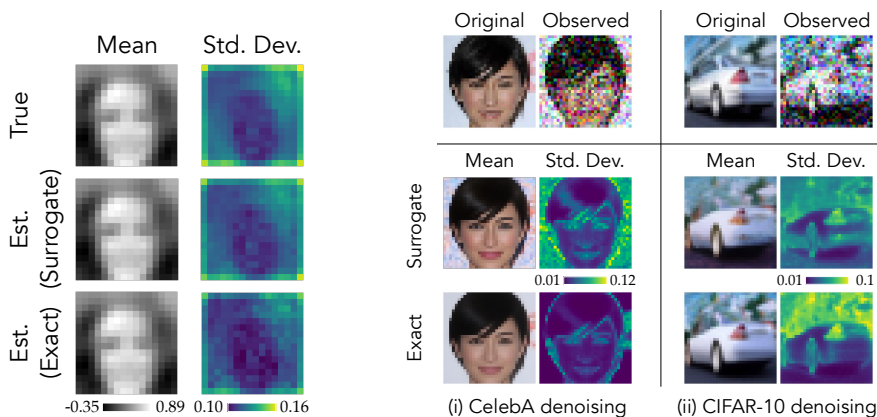 Mean Std. Dev.
True
Est.
(Surrogate)
Est.
(Exact)
-0.35 0.89 0.10 0.16
Original Observed Original Observed
Mean Std. Dev. Mean Std. Dev.
Surrogate
0.01 0.12 0.01 0.1
Exact
(i) CelebA denoising (ii) CIFAR-10 denoising